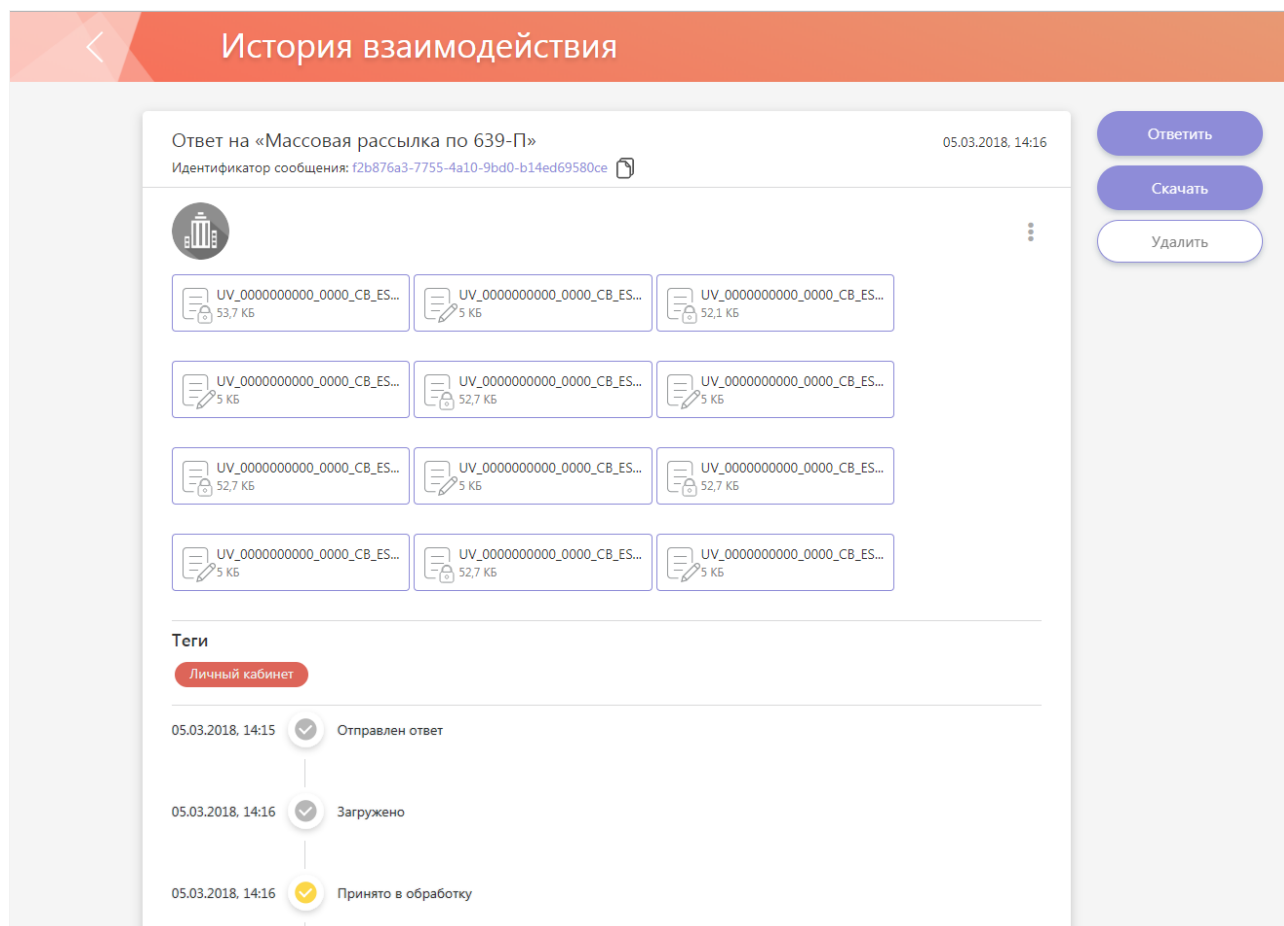 История взаимодействия
Ответ на «Массовая рассылка по 639-П»
05.03.2018, 14:16
Идентификатор сообщения: f2b876a3-7755-4a10-9bd0-b14ed69580ce
Ответить
Скачать
Удалить
UV_0000000000_0000_CB_ES... UV_0000000000_0000_CB_ES... UV_0000000000_0000_CB_ES...
53,7 КБ 5 КБ 52,1 КБ
UV_0000000000_0000_CB_ES... UV_0000000000_0000_CB_ES... UV_0000000000_0000_CB_ES...
5 КБ 52,7 КБ 5 КБ
UV_0000000000_0000_CB_ES... UV_0000000000_0000_CB_ES... UV_0000000000_0000_CB_ES...
52,7 КБ 5 КБ 52,7 КБ
UV_0000000000_0000_CB_ES... UV_0000000000_0000_CB_ES... UV_0000000000_0000_CB_ES...
5 КБ 52,7 КБ 5 КБ
Теги
Личный кабинет
05.03.2018, 14:15 Отправлен ответ
05.03.2018, 14:16 Загружено
05.03.2018, 14:16 Принято в обработку